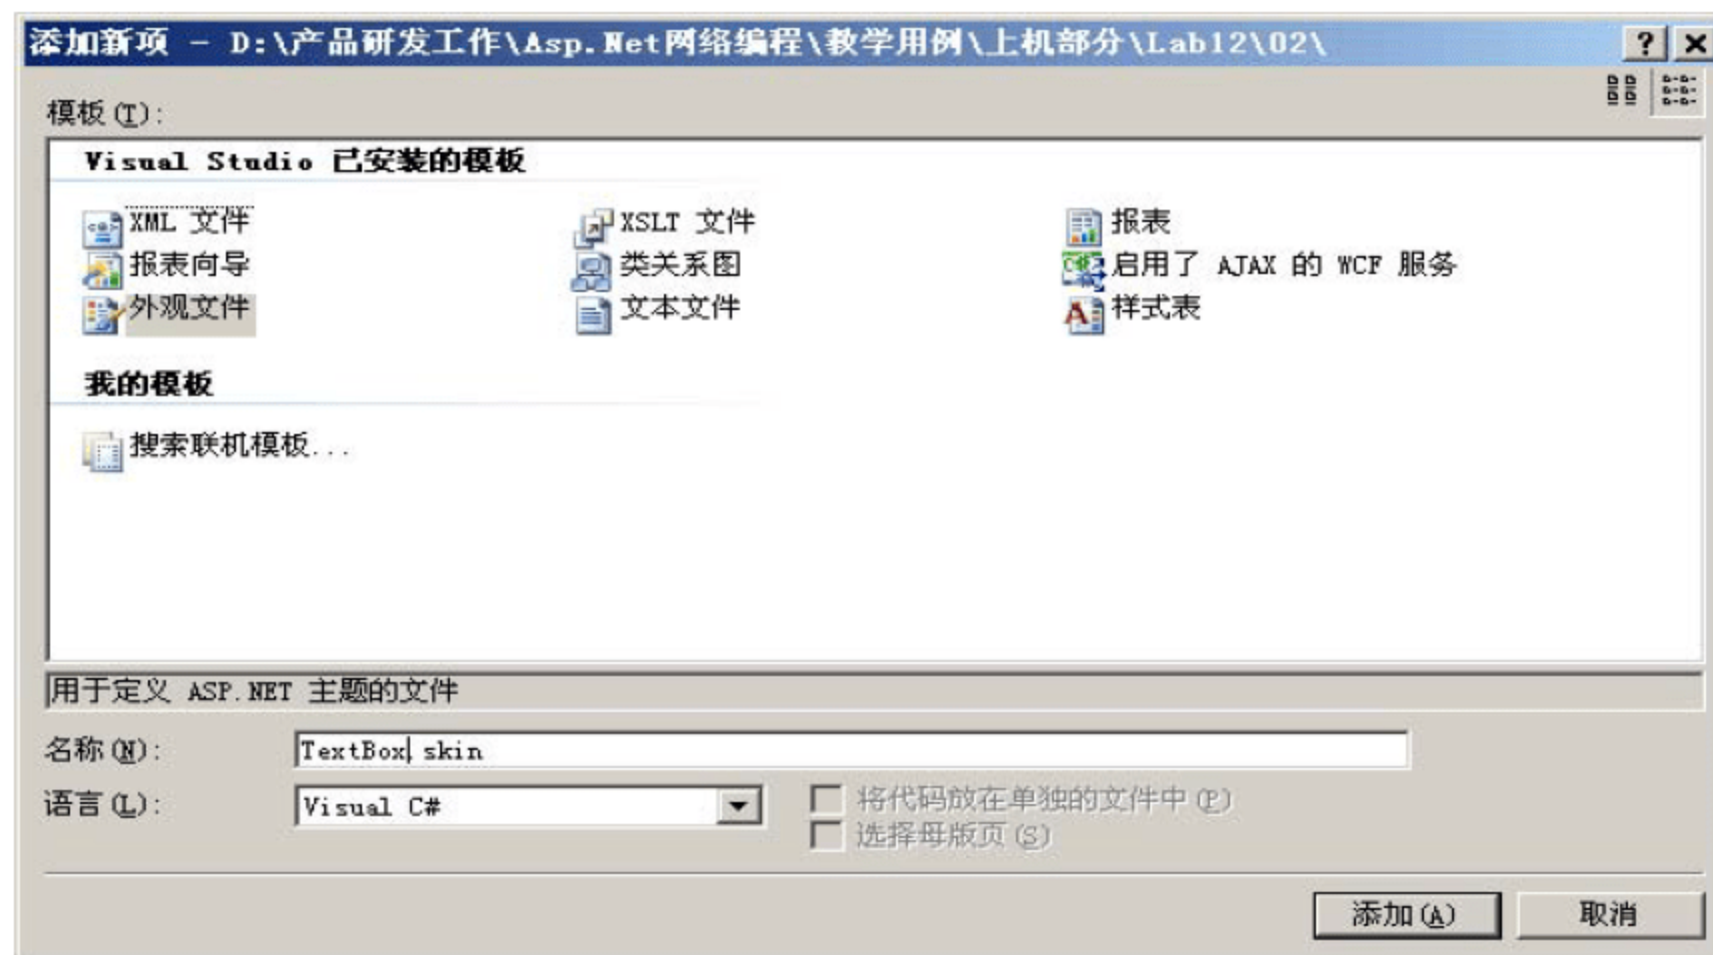 添加新项 - D:\产品研发工作\Asp.Net网络编程\教学用例\上机部分\Lab12\02\
模板(T):
Visual Studio 已安装的模板
XML 文件 XSLT 文件 报表
报表向导 类关系图 启用了 AJAX 的 WCF 服务
外观文件 文本文件 样式表
我的模板
搜索联机模板...
用于定义 ASP.NET 主题的文件
名称(N): TextBox.skin
语言(L): Visual C# 将代码放在单独的文件中(P)
选择母版页(S)
添加(A) 取消